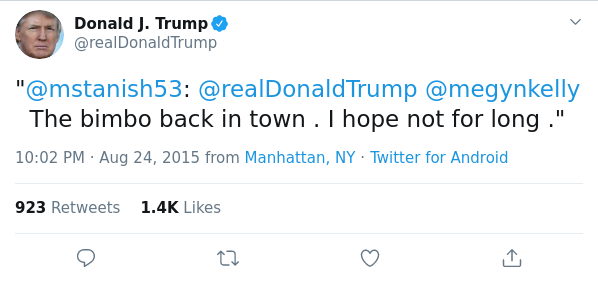 Donald J. Trump
@realDonaldTrump
"@mstanish53: @realDonaldTrump @megynkelly
The bimbo back in town . I hope not for long ."
10:02 PM · Aug 24, 2015 from Manhattan, NY · Twitter for Android
923 Retweets 1.4K Likes